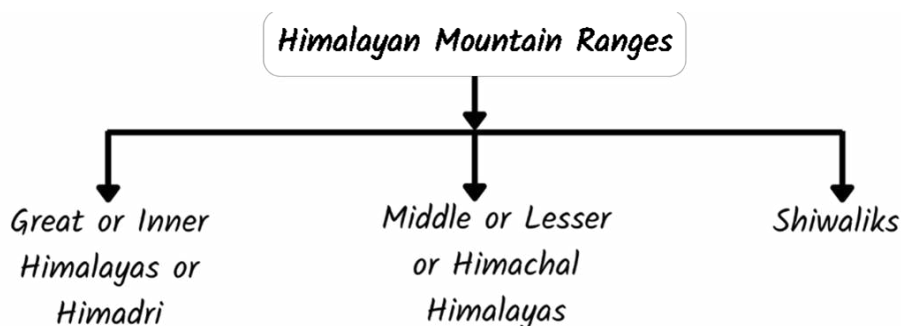 Himalayan Mountain Ranges
Great or Inner
Himalayas or
Himadri
Middle or Lesser
or Himachal
Himalayas
Shiwaliks